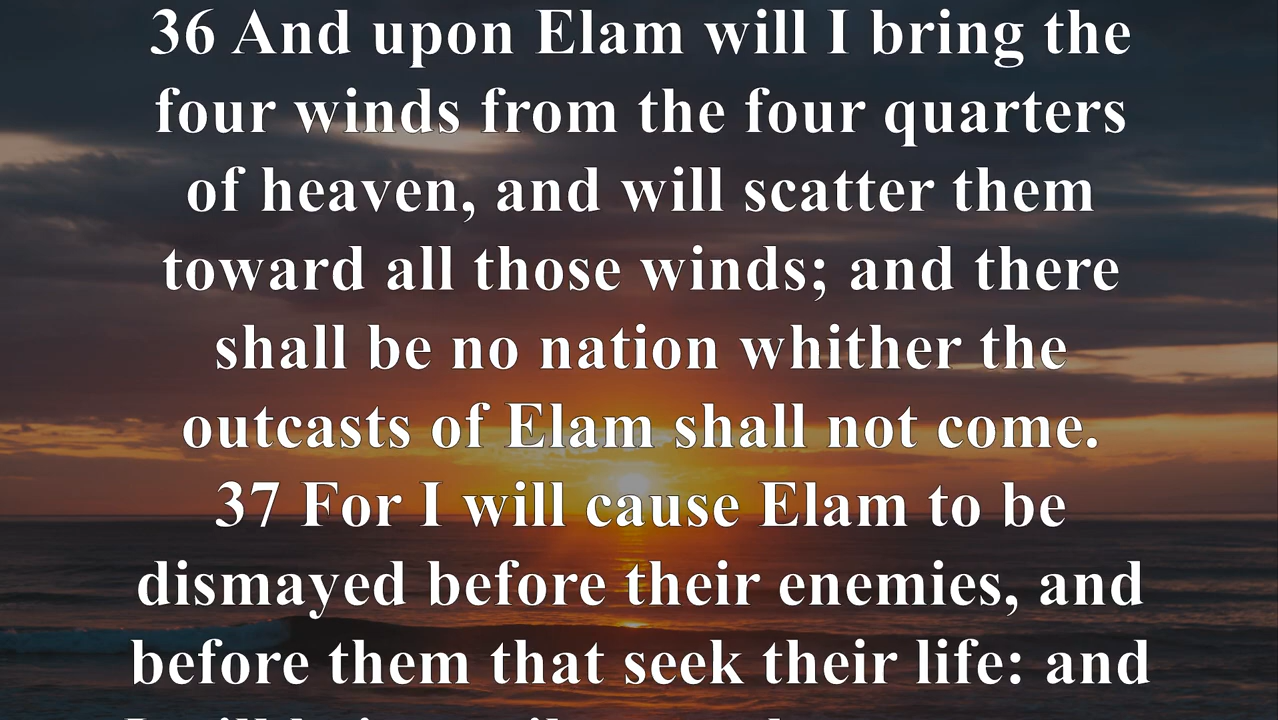 36 And upon Elam will I bring the
four winds from the four quarters
of heaven, and will scatter them
toward all those winds; and there
shall be no nation whither the
outcasts of Elam shall not come.
37 For I will cause Elam to be
dismayed before their enemies, and
before them that seek their life: and